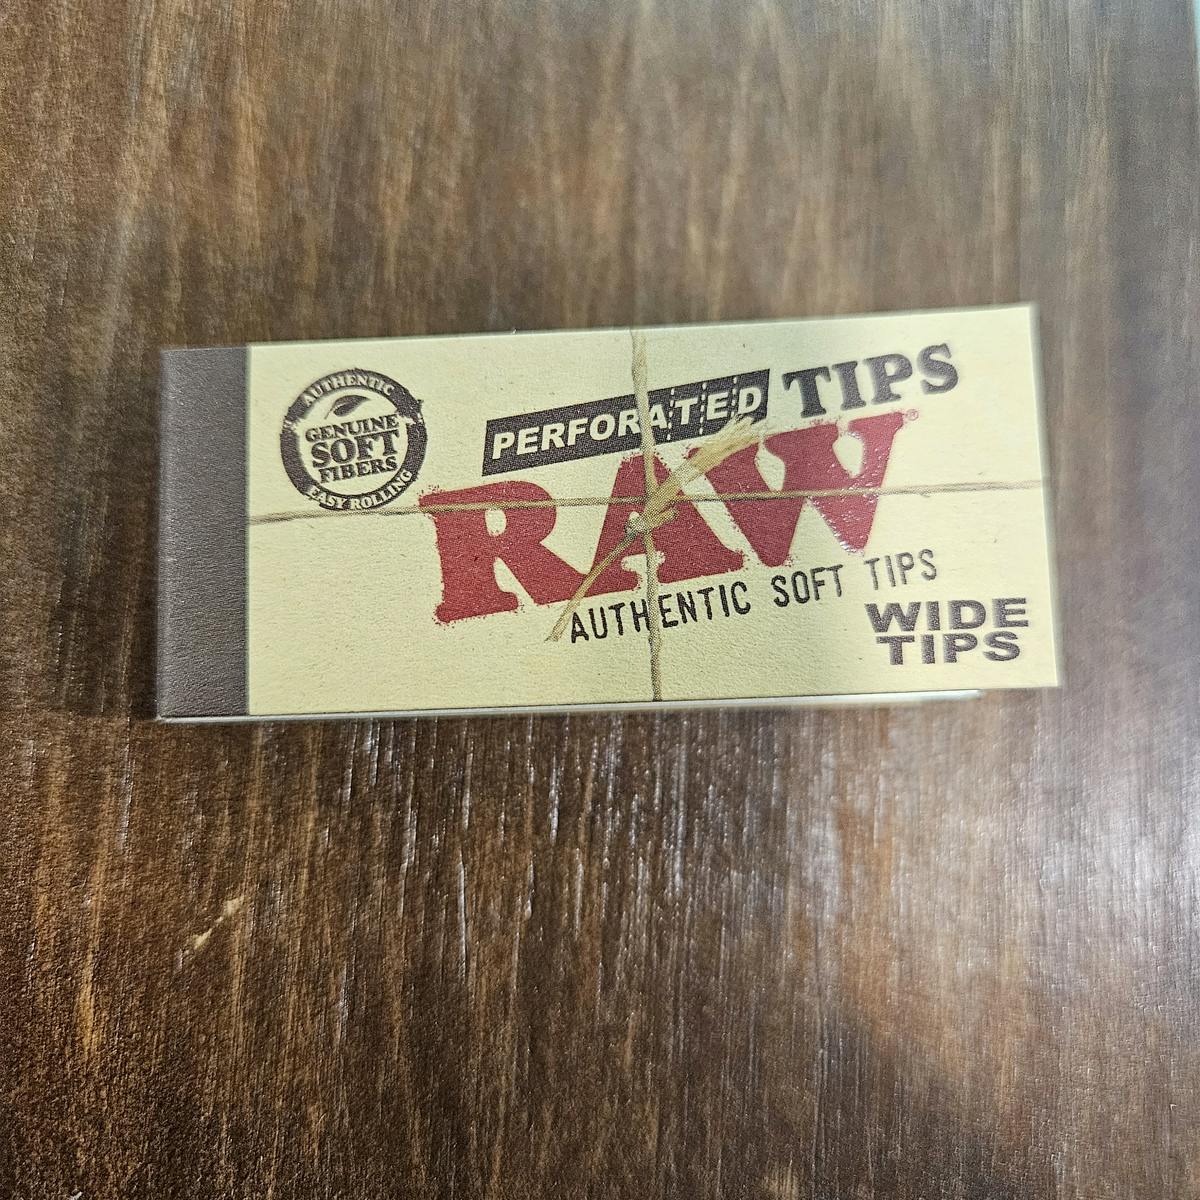 AUTHENTIC
GENUINE
SOFT
FIBERS
EASY ROLLING
PERFORATED TIPS
RAW®
AUTHENTIC SOFT TIPS
WIDE
TIPS